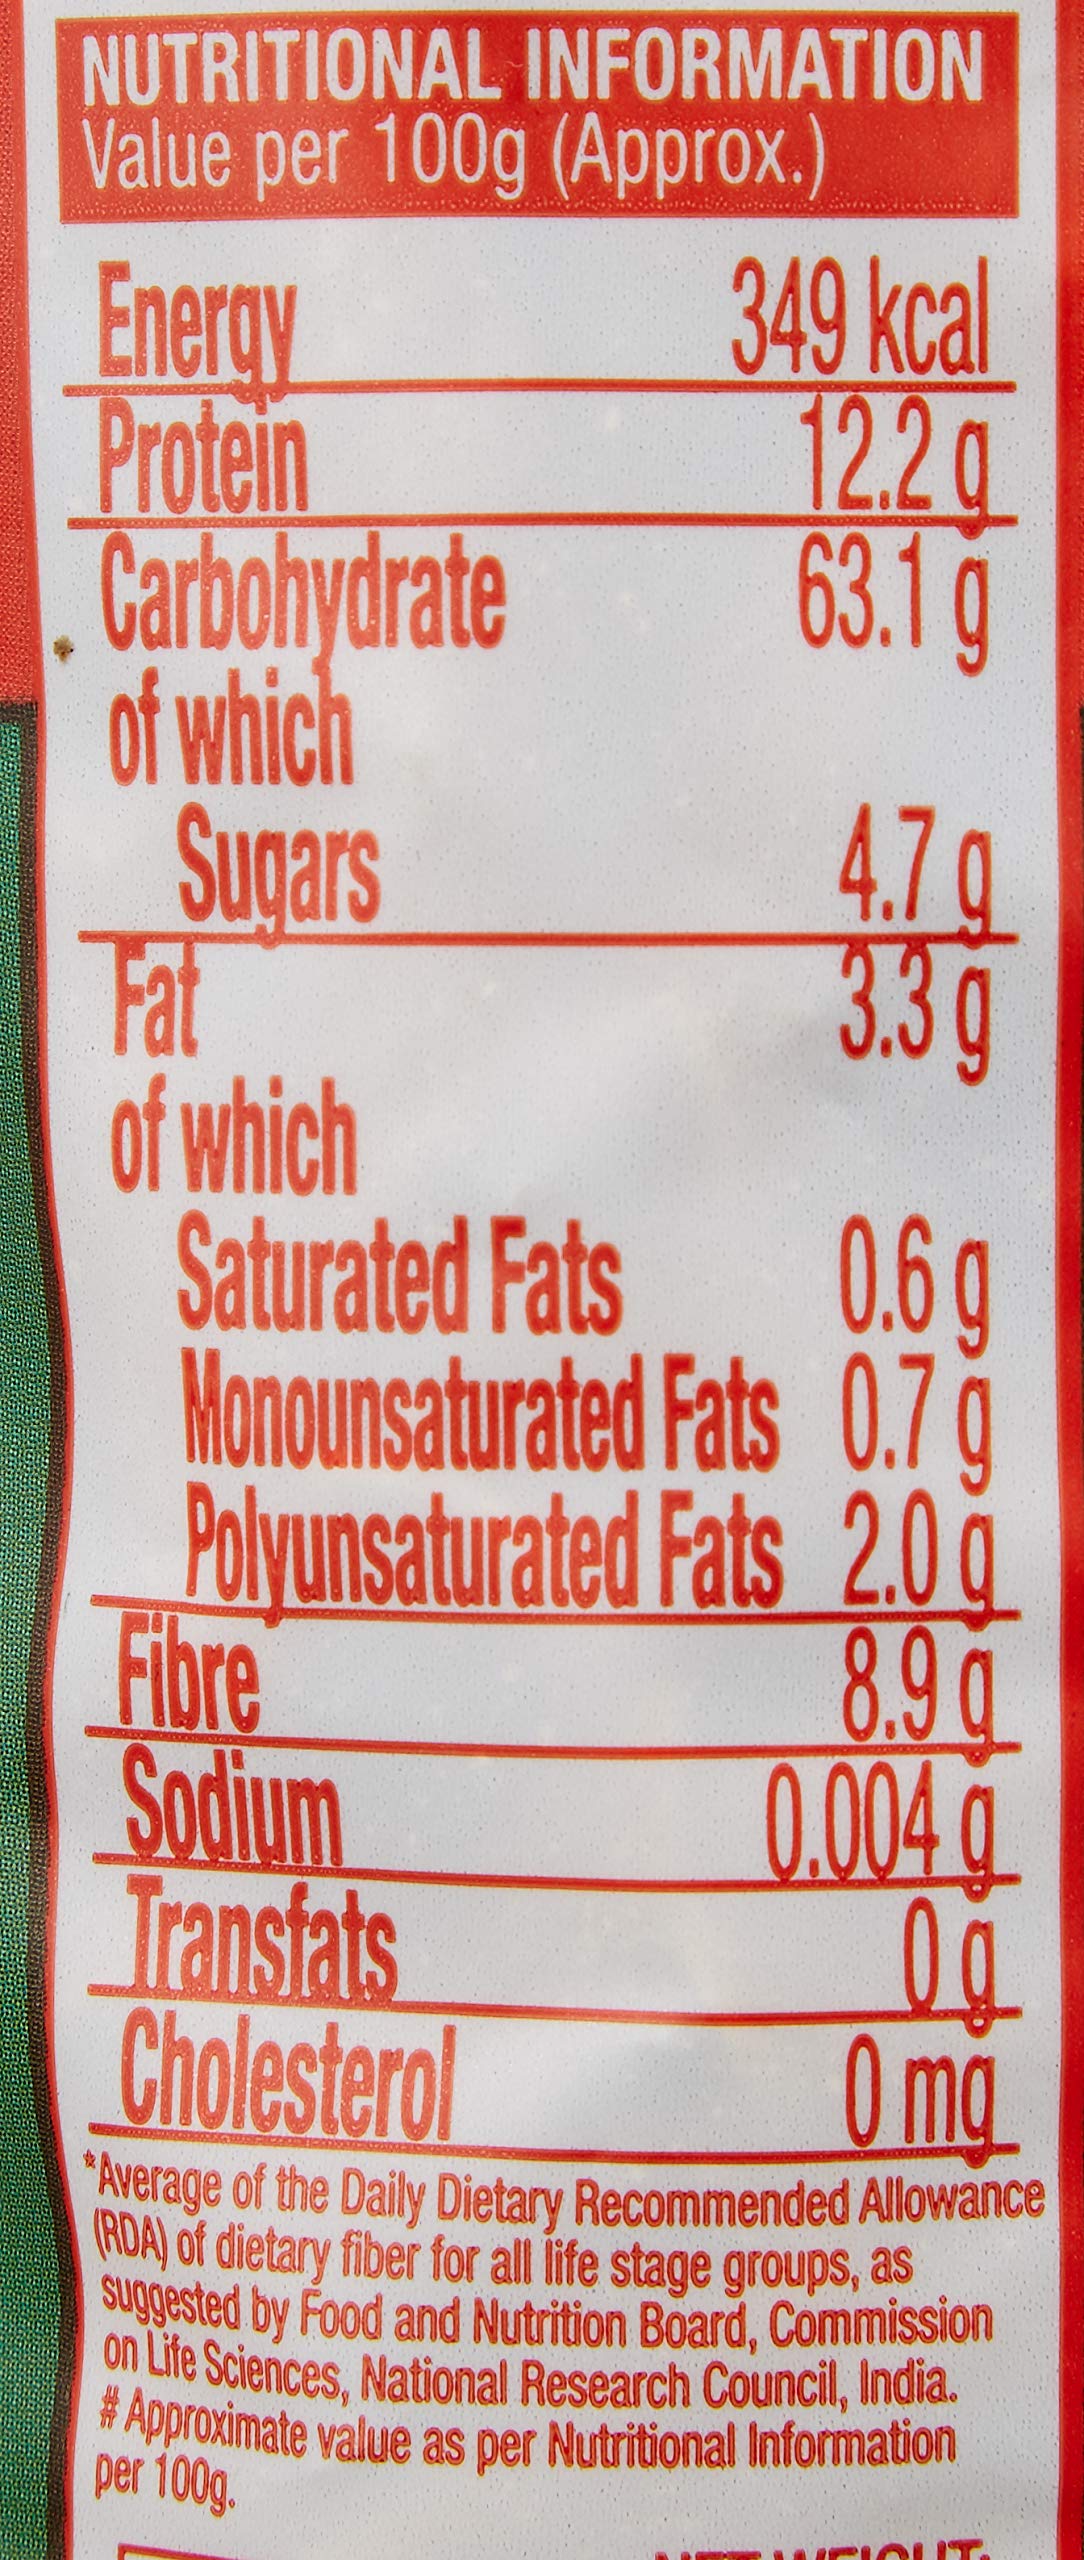 NUTRITIONAL INFORMATION
Value per 100g (Approx.)
Energy 349 kcal
Protein 12.2 g
Carbohydrate 63.1 g
of which
Sugars 4.7 g
Fat 3.3 g
of which
Saturated Fats 0.6 g
Monounsaturated Fats 0.7 g
Polyunsaturated Fats 2.0 g
Fibre 8.9 g
Sodium 0.004 g
Transfats 0 g
Cholesterol 0 mg
*Average of the Daily Dietary Recommended Allowance
(RDA) of dietary fiber for all life stage groups, as
suggested by Food and Nutrition Board, Commission
on Life Sciences, National Research Council, India.
# Approximate value as per Nutritional Information
per 100g.
NET WEIGHT: